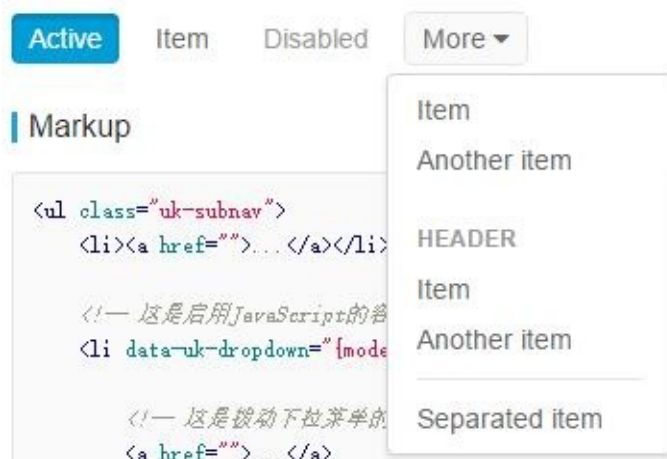 Active Item Disabled More
Item
Another item
HEADER
Item
Another item
Separated item
Markup
<ul class="uk-subnav">
<li><a href="">...</a></li>
<!— 这是启用JavaScript的容
<li data-uk-dropdown="{mode
<!— 这是拨动下拉菜单的
<a href="">...</a>